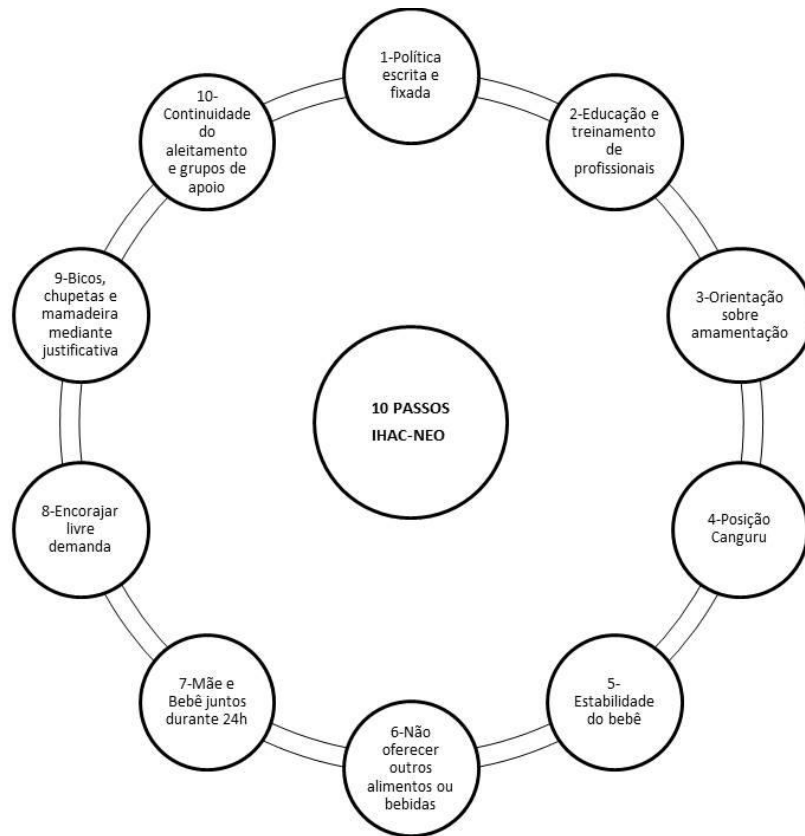 1-Política
escrita e
fixada
2-Educação e
treinamento
de
profissionais
3-Orientação
sobre
amamentação
4-Posição
Canguru
5-
Estabilidade
do bebê
6-Não
oferecer
outros
alimentos ou
bebidas
7-Mãe e
Bebê juntos
durante 24h
8-Encorajar
livre
demanda
9-Bicos,
chupetas e
mamadeira
mediante
justificativa
10-
Continuidade
do
aleitamento
e grupos de
apoio
10 PASSOS
IHAC-NEO